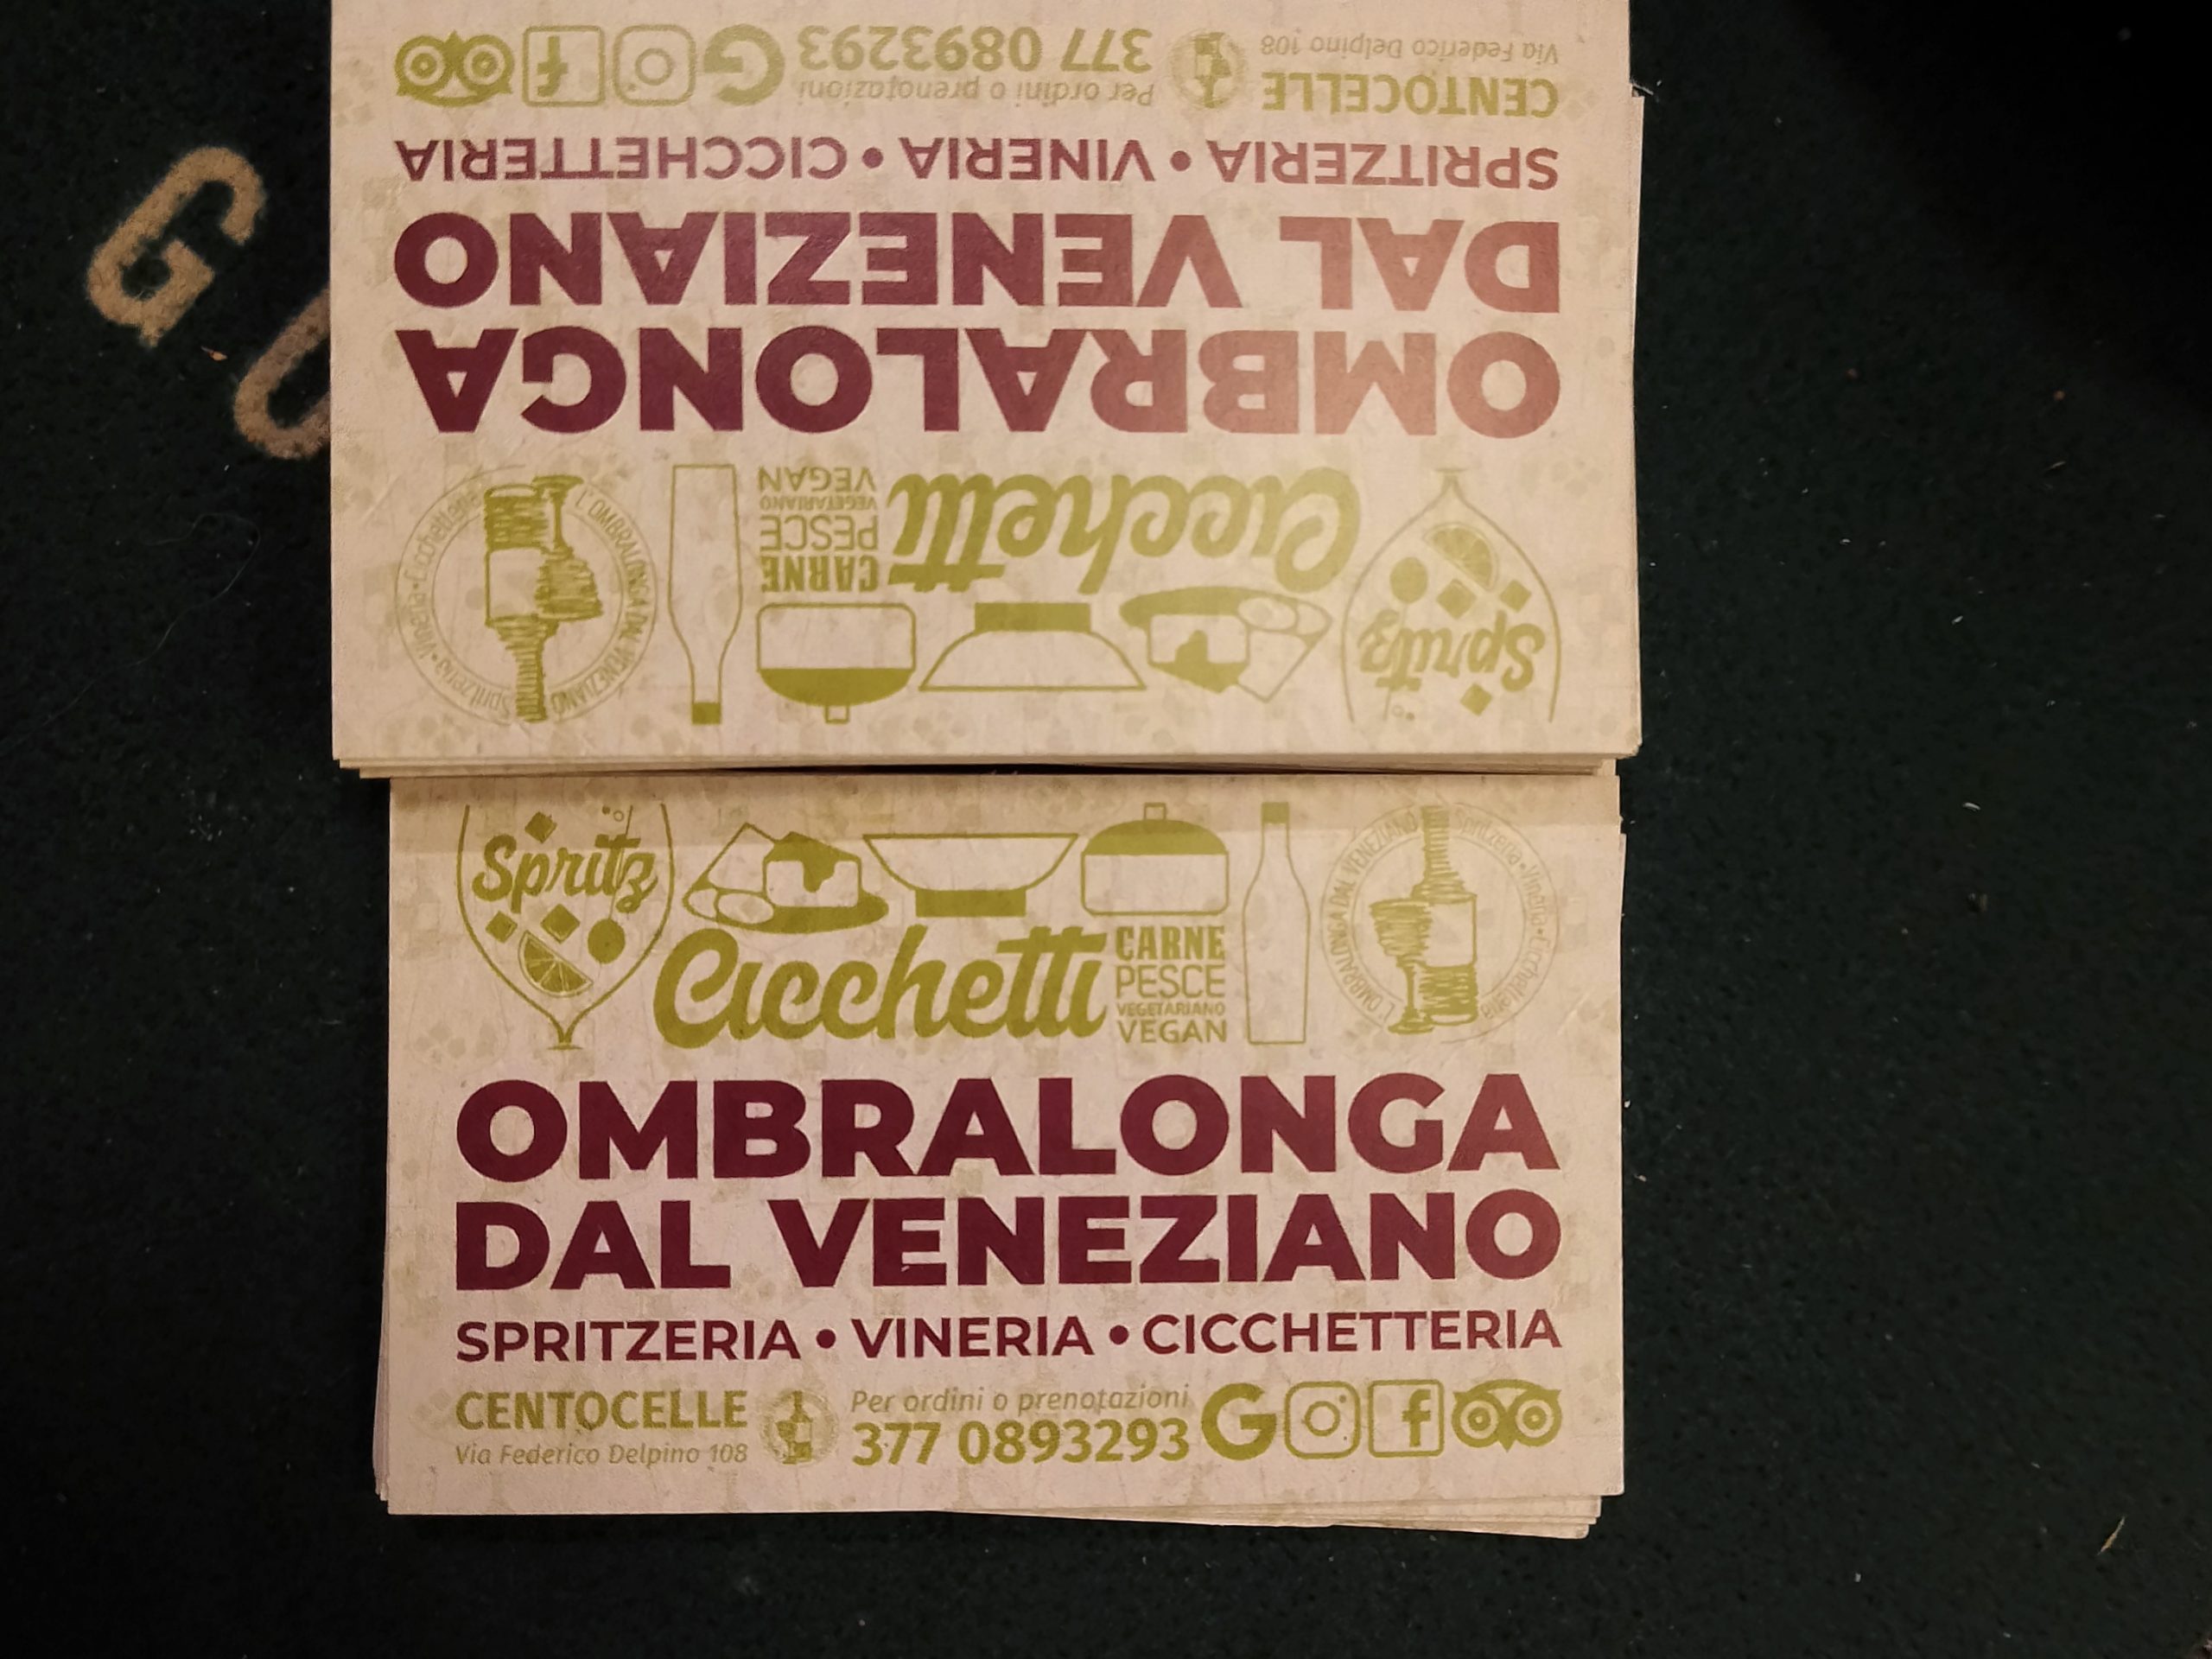 CENTOCELLE
Via Federico Delpino 108
Per ordini o prenotazioni
377 0893293
G
SPRITZERIA • VINERIA • CICCHETTERIA
DAL VENEZIANO
OMBRALONGA
Cicchetti
CARNE
PESCE
VEGETARIANO
VEGAN
Spritz
L'OMBRALONGA DAL VENEZIANO
Spritzeria • Vineria • Cicchetteria
G
Spritz
Cicchetti
CARNE
PESCE
VEGETARIANO
VEGAN
L'OMBRALONGA DAL VENEZIANO
Spritzeria • Vineria • Cicchetteria
OMBRALONGA
DAL VENEZIANO
SPRITZERIA • VINERIA • CICCHETTERIA
CENTOCELLE
Via Federico Delpino 108
Per ordini o prenotazioni
377 0893293
G